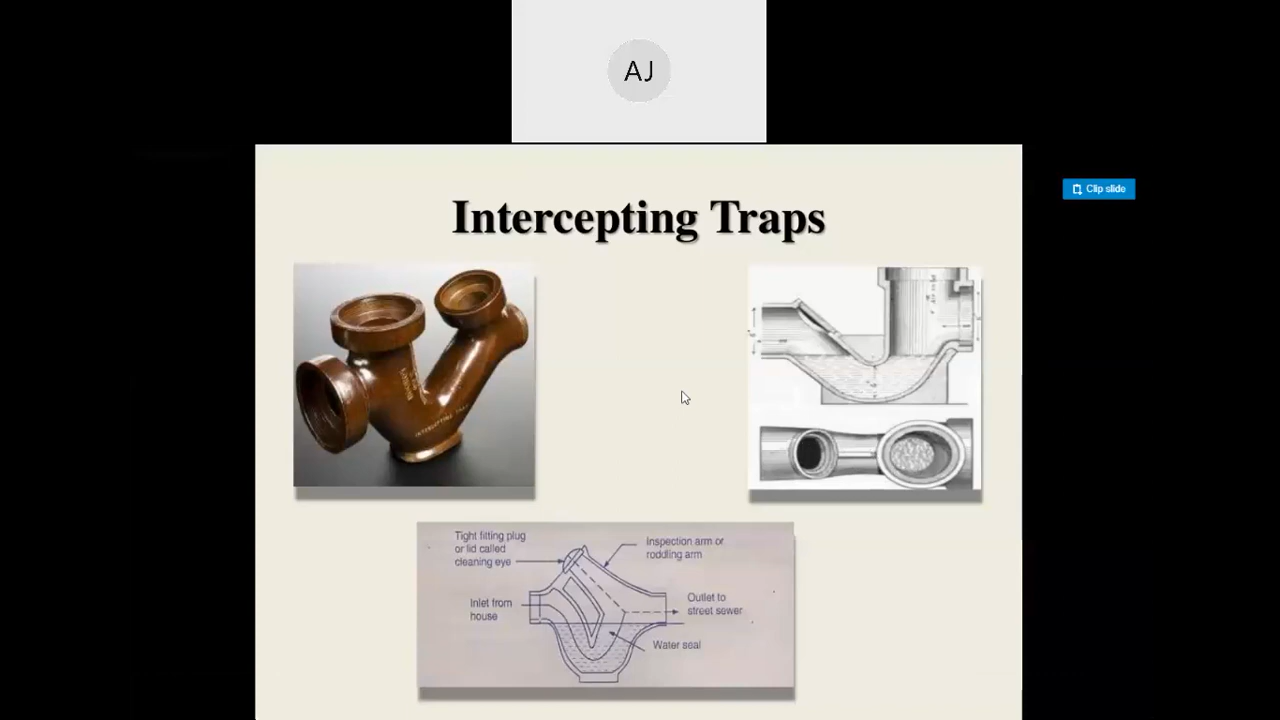 AJ
Clip slide
Intercepting Traps
Tight fitting plug
or lid called
cleaning eye
Inspection arm or
roddling arm
Inlet from
house
Outlet to
street sewer
Water seal